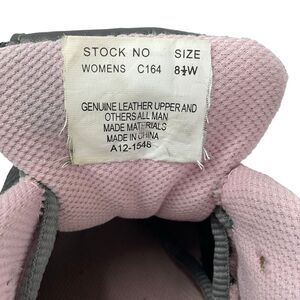 STOCK NO SIZE
WOMENS C164 8½W
GENUINE LEATHER UPPER AND
OTHERS ALL MAN
MADE MATERIALS
MADE IN CHINA
A12-1548